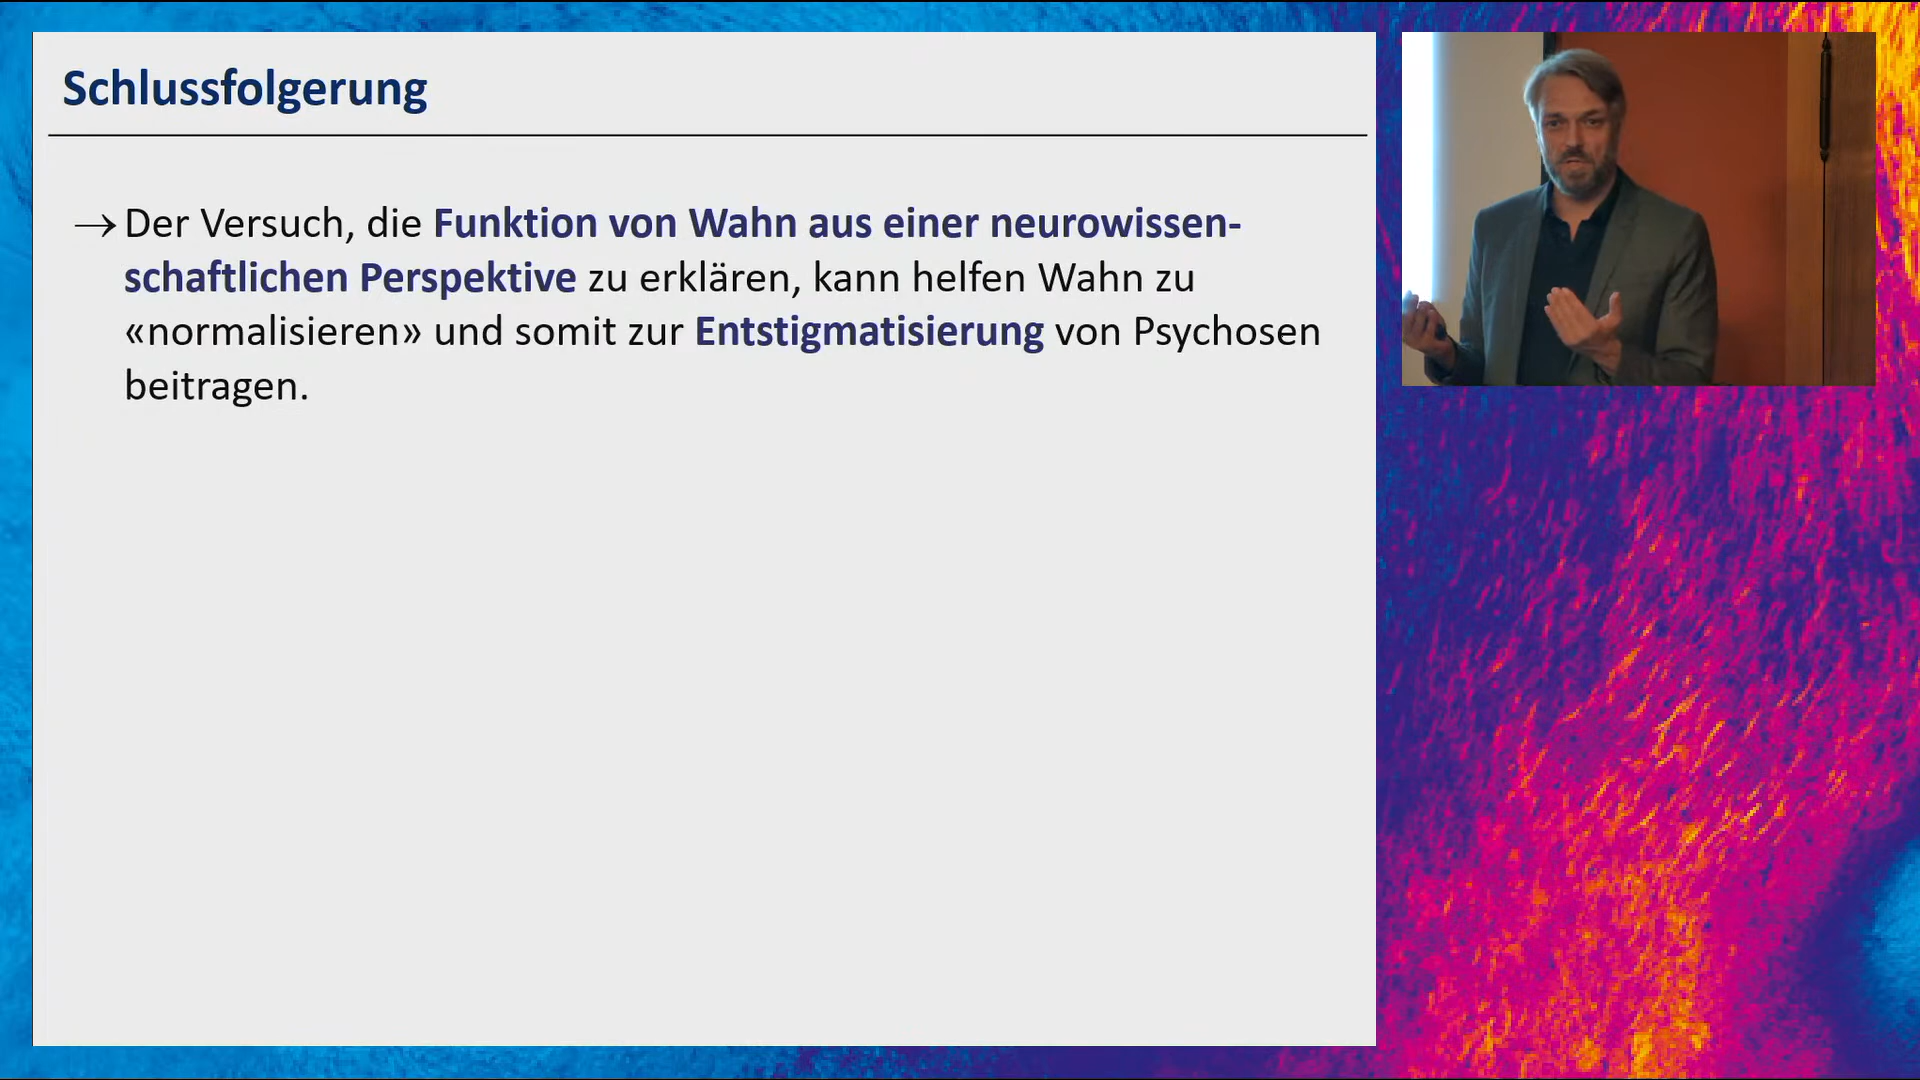 Schlussfolgerung
→ Der Versuch, die Funktion von Wahn aus einer neurowissen-
schaftlichen Perspektive zu erklären, kann helfen Wahn zu
«normalisieren» und somit zur Entstigmatisierung von Psychosen
beitragen.